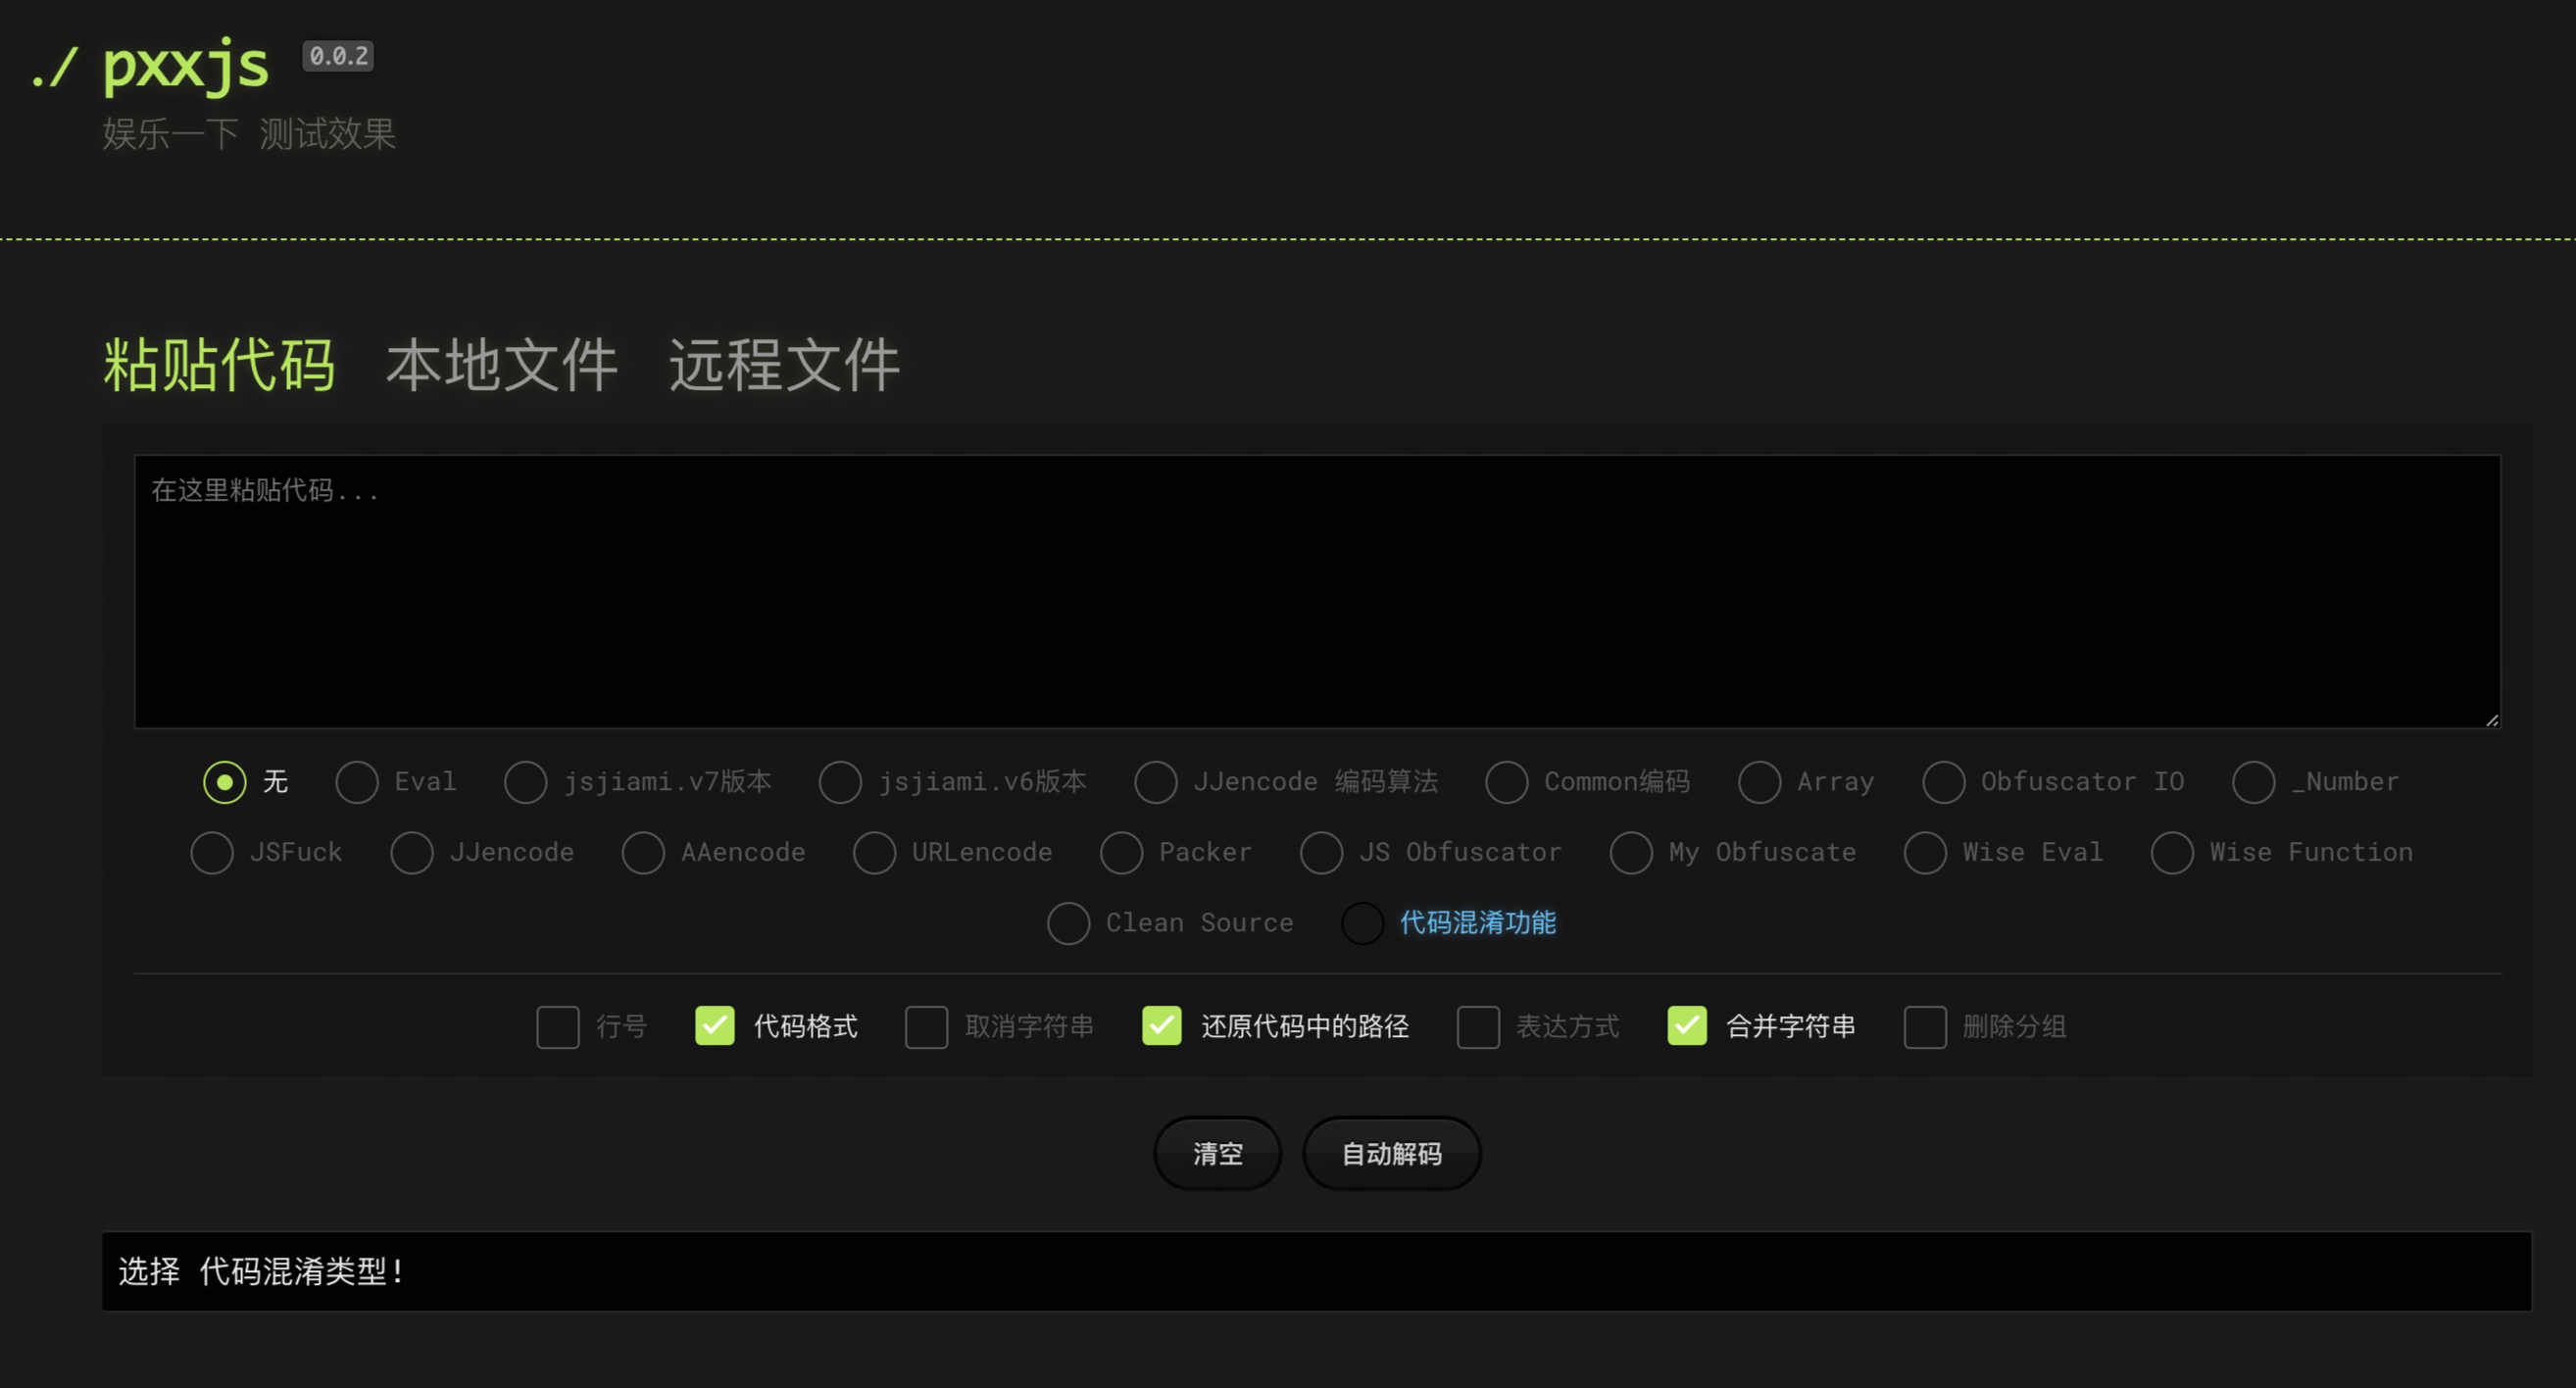 ./ pxxjs 0.0.2
娱乐一下 测试效果
粘贴代码 本地文件 远程文件
在这里粘贴代码...
无 Eval jsjiami.v7版本 jsjiami.v6版本 JJencode 编码算法 Common编码 Array Obfuscator IO _Number
JSFuck JJencode AAencode URLencode Packer JS Obfuscator My Obfuscate Wise Eval Wise Function
Clean Source 代码混淆功能
行号 代码格式 取消字符串 还原代码中的路径 表达方式 合并字符串 删除分组
清空 自动解码
选择 代码混淆类型!